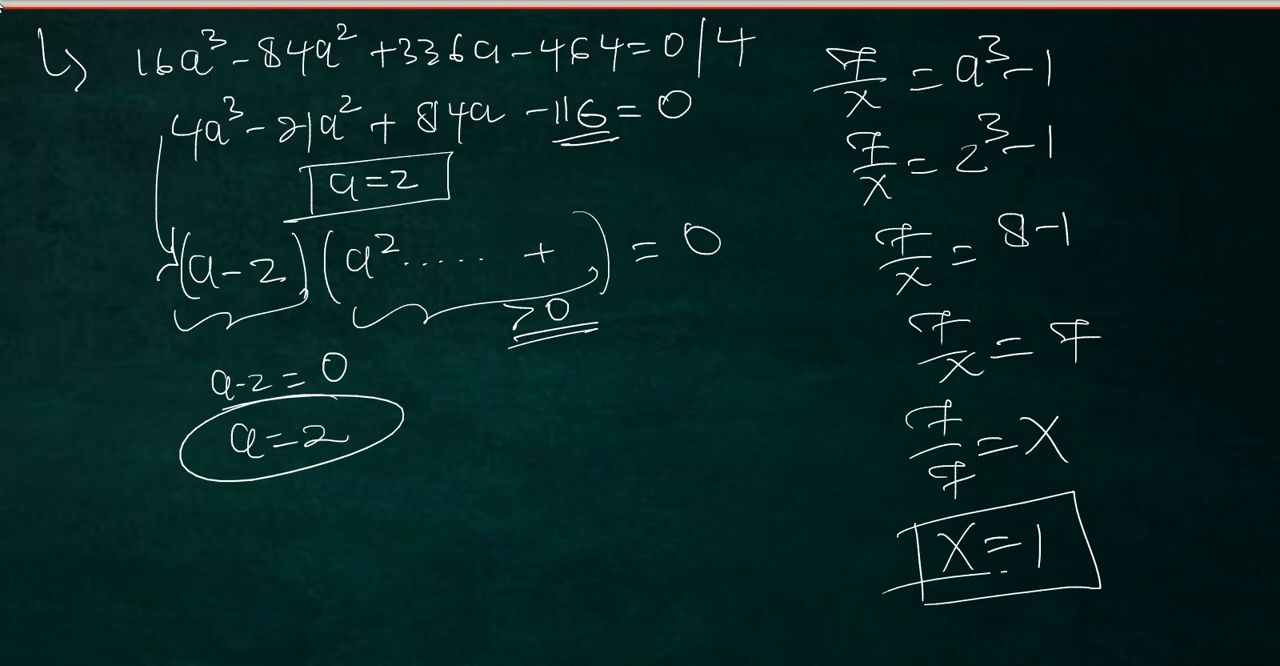 ↳ 16a³ - 84a² + 336a - 464 = 0 / 4
4a³ - 21a² + 84a - 116 = 0
a = 2
(a - 2)(a² ..... + ) = 0
> 0
a - 2 = 0
a = 2
7/x = a³ - 1
7/x = 2³ - 1
7/x = 8 - 1
7/x = 7
7/7 = x
x = 1